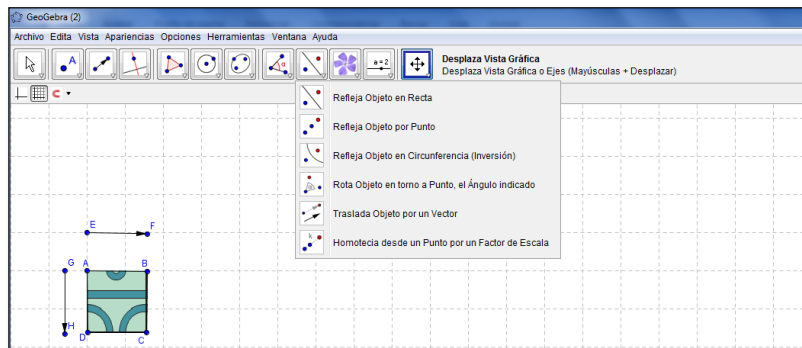 GeoGebra (2)
Archivo Edita Vista Apariencias Opciones Herramientas Ventana Ayuda
A
α
a=2
Desplaza Vista Gráfica
Desplaza Vista Gráfica o Ejes (Mayúsculas + Desplazar)
Refleja Objeto en Recta
Refleja Objeto por Punto
Refleja Objeto en Circunferencia (Inversión)
Rota Objeto en torno a Punto, el Ángulo indicado
Traslada Objeto por un Vector
k
Homotecia desde un Punto por un Factor de Escala
E F
G A B
H
D C